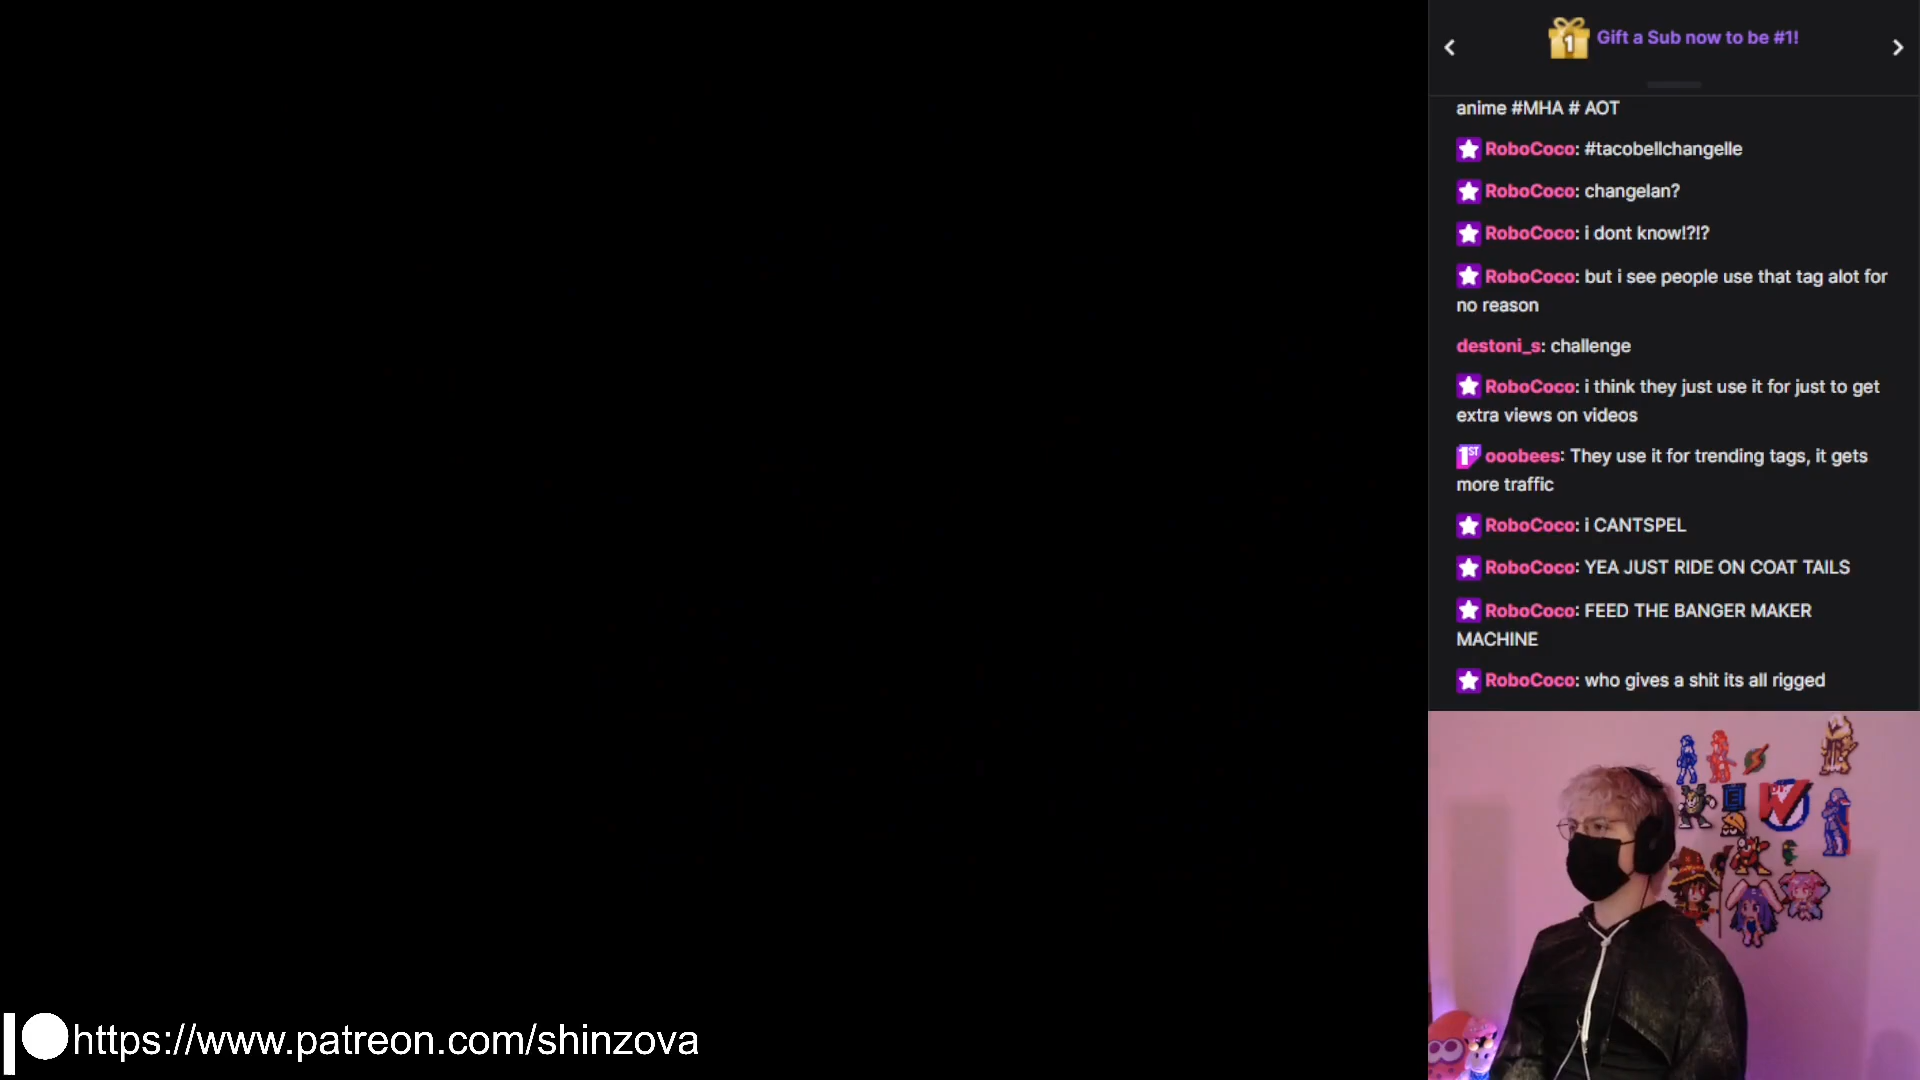 1
Gift a Sub now to be #1!
anime #MHA # AOT
RoboCoco: #tacobellchangelle
RoboCoco: changelan?
RoboCoco: i dont know!?!?
RoboCoco: but i see people use that tag alot for
no reason
destoni_s: challenge
RoboCoco: i think they just use it for just to get
extra views on videos
1ST ooobees: They use it for trending tags, it gets
more traffic
RoboCoco: i CANTSPEL
RoboCoco: YEA JUST RIDE ON COAT TAILS
RoboCoco: FEED THE BANGER MAKER
MACHINE
RoboCoco: who gives a shit its all rigged
https://www.patreon.com/shinzova